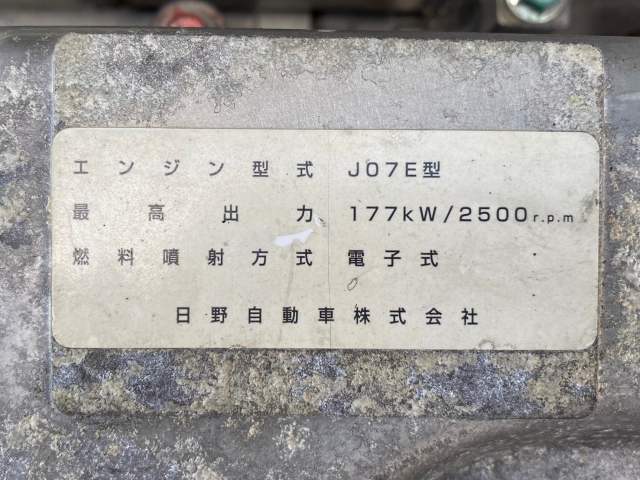 エンジン型式 J07E型
最高出力 177kW/2500r.p.m
燃料噴射方式 電子式
日野自動車株式会社